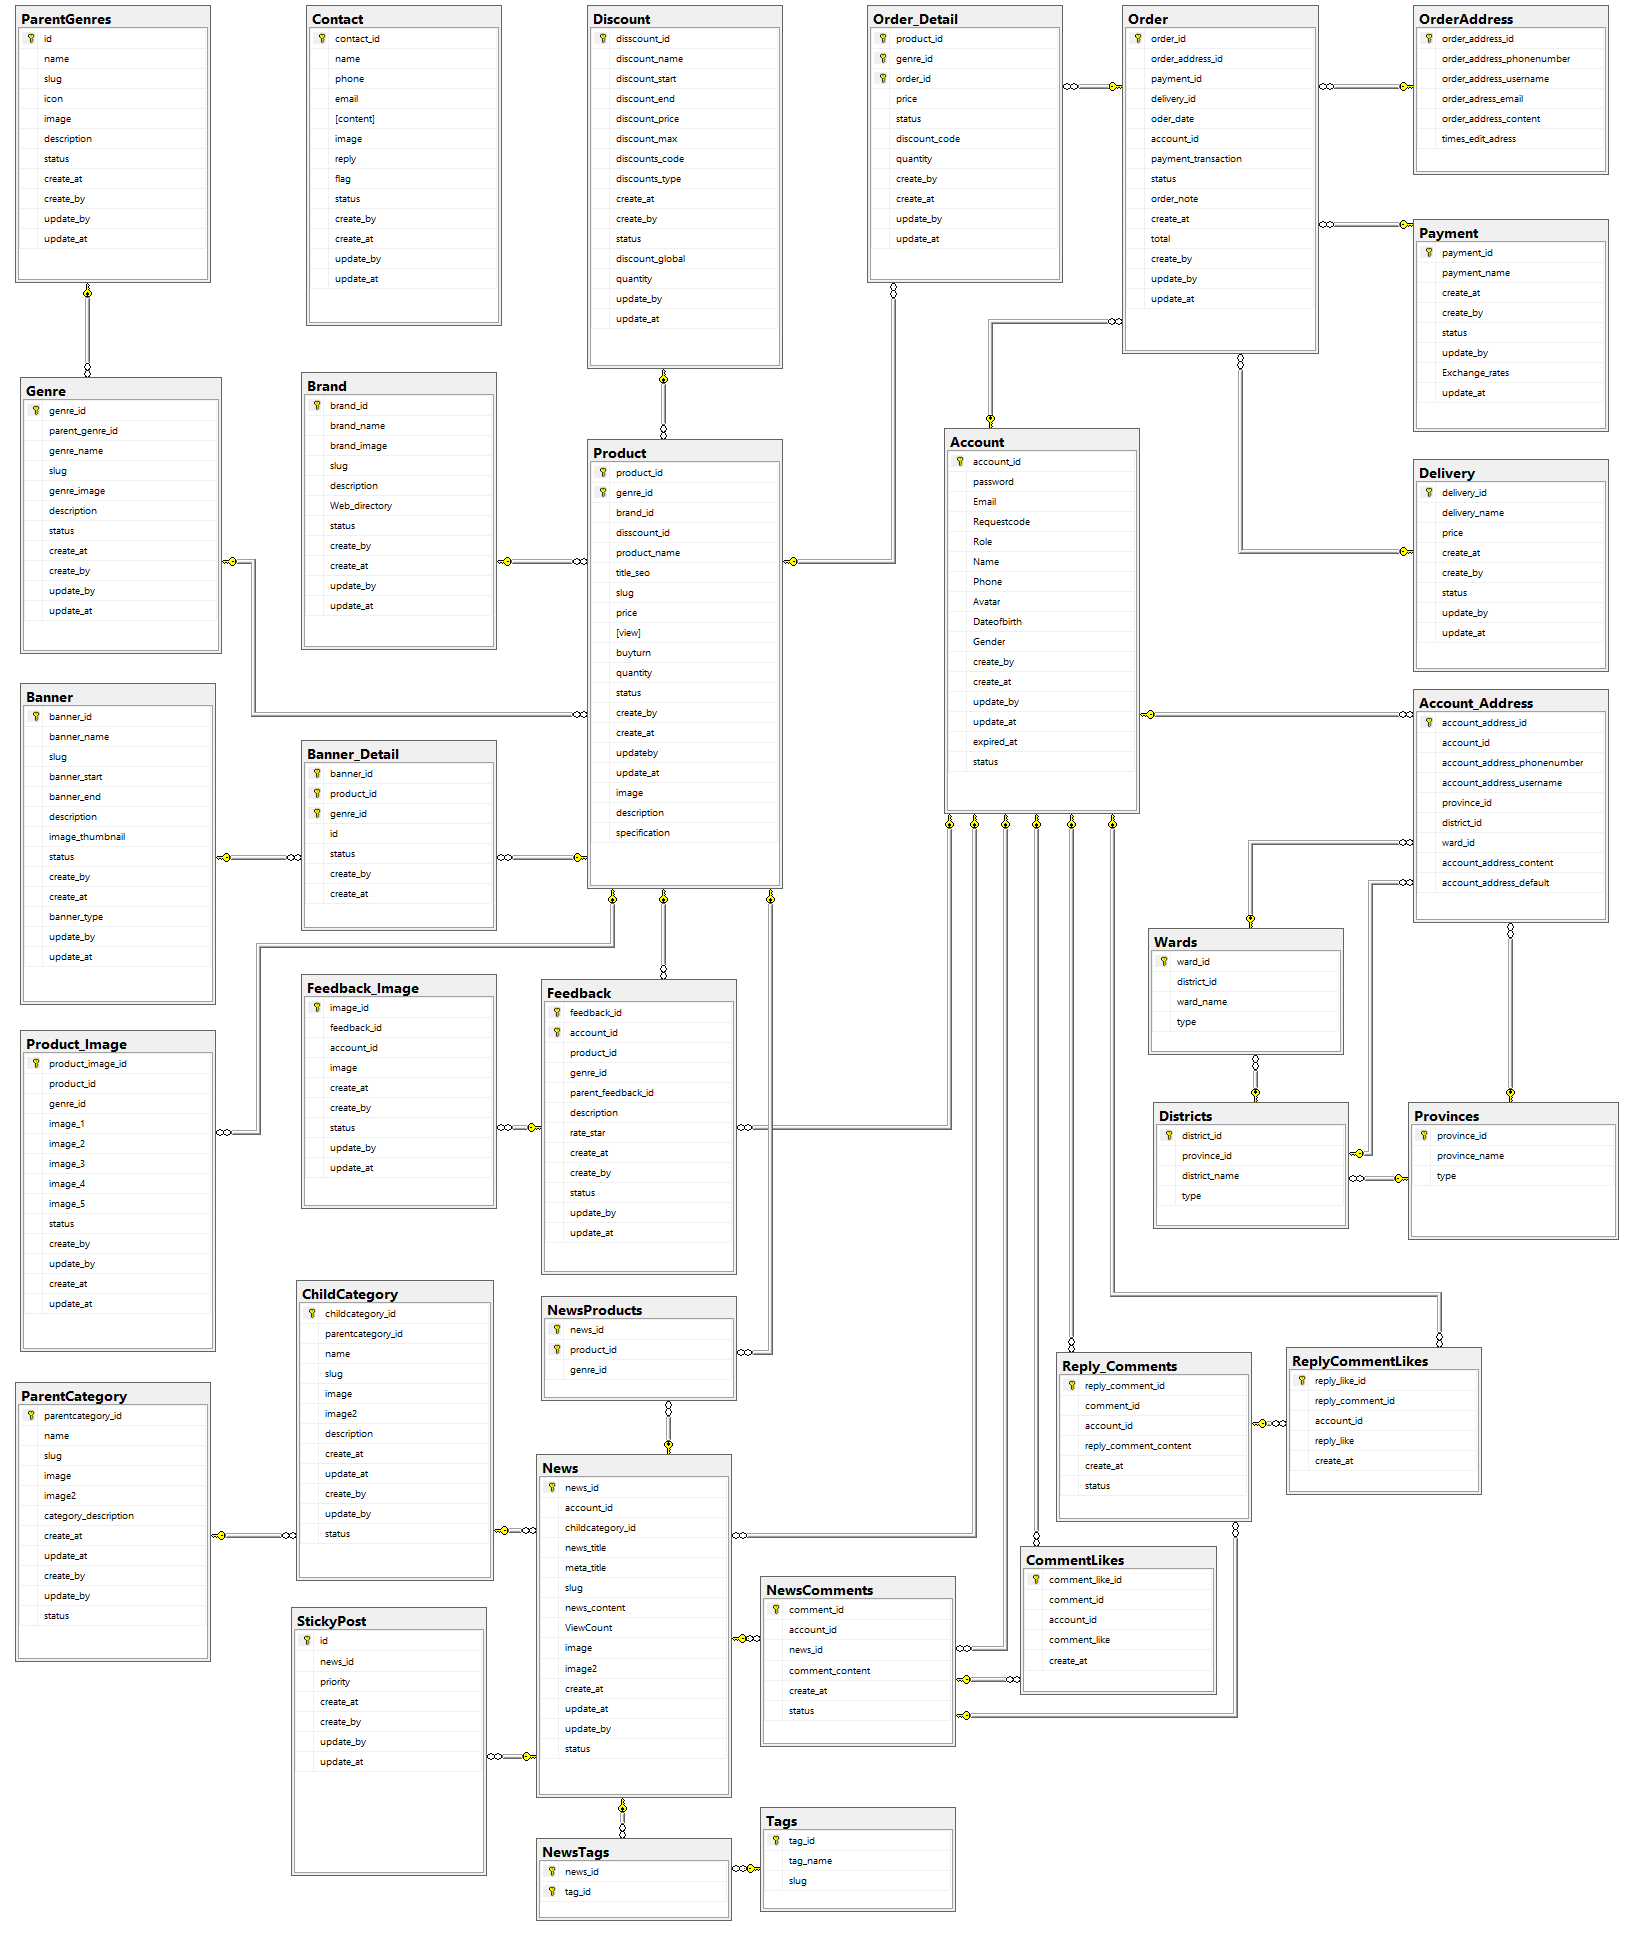 ParentGenres
id
name
slug
icon
image
description
status
create_at
create_by
update_by
update_at
Contact
contact_id
name
phone
email
[content]
image
reply
flag
status
create_by
create_at
update_by
update_at
Discount
disscount_id
discount_name
discount_start
discount_end
discount_price
discount_max
discounts_code
discounts_type
create_at
create_by
status
discount_global
quantity
update_by
update_at
Order_Detail
product_id
genre_id
order_id
price
status
discount_code
quantity
create_by
create_at
update_by
update_at
Order
order_id
order_address_id
payment_id
delivery_id
oder_date
account_id
payment_transaction
status
order_note
create_at
total
create_by
update_by
update_at
OrderAddress
order_address_id
order_address_phonenumber
order_address_username
order_adress_email
order_address_content
times_edit_adress
Payment
payment_id
payment_name
create_at
create_by
status
update_by
Exchange_rates
update_at
Genre
genre_id
parent_genre_id
genre_name
slug
genre_image
description
status
create_at
create_by
update_by
update_at
Brand
brand_id
brand_name
brand_image
slug
description
Web_directory
status
create_by
create_at
update_by
update_at
Product
product_id
genre_id
brand_id
disscount_id
product_name
title_seo
slug
price
[view]
buyturn
quantity
status
create_by
create_at
updateby
update_at
image
description
specification
Account
account_id
password
Email
Requestcode
Role
Name
Phone
Avatar
Dateofbirth
Gender
create_by
create_at
update_by
update_at
expired_at
status
Delivery
delivery_id
delivery_name
price
create_at
create_by
status
update_by
update_at
Banner
banner_id
banner_name
slug
banner_start
banner_end
description
image_thumbnail
status
create_by
create_at
banner_type
update_by
update_at
Banner_Detail
banner_id
product_id
genre_id
id
status
create_by
create_at
Account_Address
account_address_id
account_id
account_address_phonenumber
account_address_username
province_id
district_id
ward_id
account_address_content
account_address_default
Wards
ward_id
district_id
ward_name
type
Districts
district_id
province_id
district_name
type
Provinces
province_id
province_name
type
Product_Image
product_image_id
product_id
genre_id
image_1
image_2
image_3
image_4
image_5
status
create_by
update_by
create_at
update_at
Feedback_Image
image_id
feedback_id
account_id
image
create_at
create_by
status
update_by
update_at
Feedback
feedback_id
account_id
product_id
genre_id
parent_feedback_id
description
rate_star
create_at
create_by
status
update_by
update_at
ChildCategory
childcategory_id
parentcategory_id
name
slug
image
image2
description
create_at
update_at
create_by
update_by
status
NewsProducts
news_id
product_id
genre_id
Reply_Comments
reply_comment_id
comment_id
account_id
reply_comment_content
create_at
status
ReplyCommentLikes
reply_like_id
reply_comment_id
account_id
reply_like
create_at
ParentCategory
parentcategory_id
name
slug
image
image2
category_description
create_at
update_at
create_by
update_by
status
News
news_id
account_id
childcategory_id
news_title
meta_title
slug
news_content
ViewCount
image
image2
create_at
update_at
update_by
status
CommentLikes
comment_like_id
comment_id
account_id
comment_like
create_at
NewsComments
comment_id
account_id
news_id
comment_content
create_at
status
StickyPost
id
news_id
priority
create_at
create_by
update_by
update_at
NewsTags
news_id
tag_id
Tags
tag_id
tag_name
slug